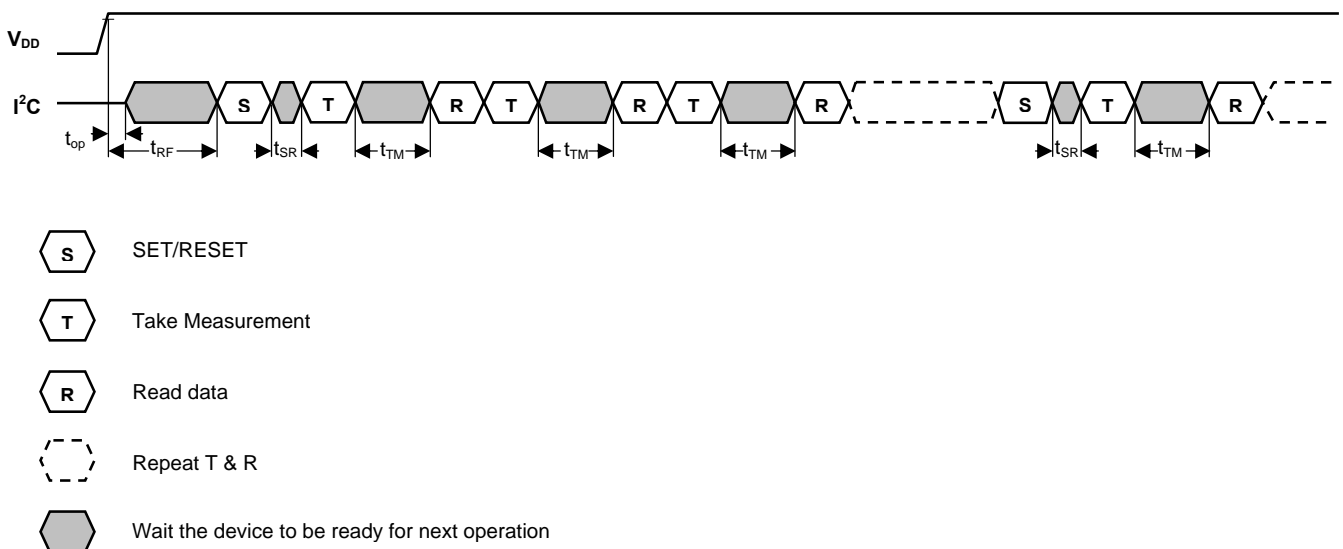 VDD
I²C
S T R T R T R S T R
top tRF tSR tTM tTM tTM tSR tTM
S SET/RESET
T Take Measurement
R Read data
Repeat T & R
Wait the device to be ready for next operation